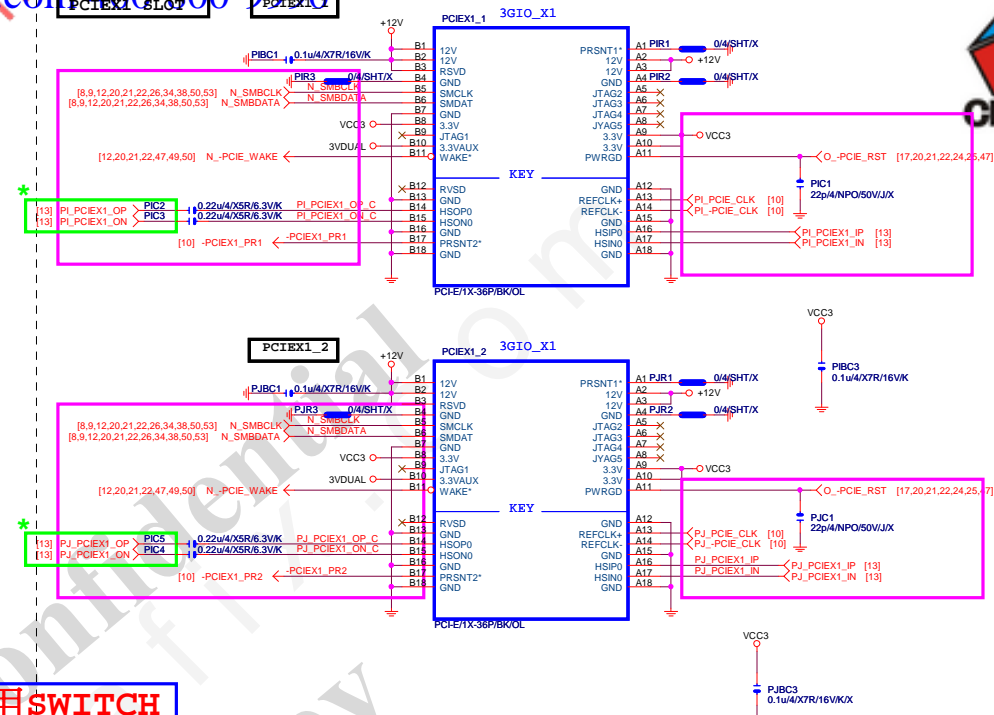 PCIEX1 SLOT
PCIEX1_1
PCIEX1_1
3GIO_X1
+12V
PIBC1
0.1u/4/X7R/16V/K
PIR3
0/4/SHT/X
[8,9,12,20,21,22,26,34,38,50,53]
N_SMBCLK
N_SMBCLK
[8,9,12,20,21,22,26,34,38,50,53]
N_SMBDATA
N_SMBDATA
VCC3
3VDUAL
[12,20,21,22,47,49,50]
N_-PCIE_WAKE
*
[13]
PI_PCIEX1_OP
PIC2
0.22u/4/X5R/6.3V/K
PI_PCIEX1_OP_C
[13]
PI_PCIEX1_ON
PIC3
0.22u/4/X5R/6.3V/K
PI_PCIEX1_ON_C
[10]
-PCIEX1_PR1
-PCIEX1_PR1
B1 12V
B2 12V
B3 RSVD
B4 GND
B5 SMCLK
B6 SMDAT
B7 GND
B8 3.3V
B9 JTAG1
B10 3.3VAUX
B11 WAKE*
KEY
B12 RVSD
B13 GND
B14 HSOP0
B15 HSON0
B16 GND
B17 PRSNT2*
B18 GND
PRSNT1* A1
12V A2
12V A3
GND A4
JTAG2 A5
JTAG3 A6
JTAG4 A7
JYAG5 A8
3.3V A9
3.3V A10
PWRGD A11
GND A12
REFCLK+ A13
REFCLK- A14
GND A15
HSIP0 A16
HSIN0 A17
GND A18
PIR1
0/4/SHT/X
+12V
PIR2
0/4/SHT/X
VCC3
O_-PCIE_RST
[17,20,21,22,24,25,47]
PIC1
22p/4/NPO/50V/J/X
PI_PCIE_CLK [10]
PI_-PCIE_CLK [10]
PI_PCIEX1_IP [13]
PI_PCIEX1_IN [13]
PCI-E/1X-36P/BK/OL
VCC3
PIBC3
0.1u/4/X7R/16V/K
PCIEX1_2
PCIEX1_2
3GIO_X1
+12V
PJBC1
0.1u/4/X7R/16V/K
PJR3
0/4/SHT/X
[8,9,12,20,21,22,26,34,38,50,53]
N_SMBCLK
N_SMBCLK
[8,9,12,20,21,22,26,34,38,50,53]
N_SMBDATA
N_SMBDATA
VCC3
3VDUAL
[12,20,21,22,47,49,50]
N_-PCIE_WAKE
*
[13]
PJ_PCIEX1_OP
PIC5
0.22u/4/X5R/6.3V/K
PJ_PCIEX1_OP_C
[13]
PJ_PCIEX1_ON
PIC4
0.22u/4/X5R/6.3V/K
PJ_PCIEX1_ON_C
[10]
-PCIEX1_PR2
-PCIEX1_PR2
B1 12V
B2 12V
B3 RSVD
B4 GND
B5 SMCLK
B6 SMDAT
B7 GND
B8 3.3V
B9 JTAG1
B10 3.3VAUX
B11 WAKE*
KEY
B12 RVSD
B13 GND
B14 HSOP0
B15 HSON0
B16 GND
B17 PRSNT2*
B18 GND
PRSNT1* A1
12V A2
12V A3
GND A4
JTAG2 A5
JTAG3 A6
JTAG4 A7
JYAG5 A8
3.3V A9
3.3V A10
PWRGD A11
GND A12
REFCLK+ A13
REFCLK- A14
GND A15
HSIP0 A16
HSIN0 A17
GND A18
PJR1
0/4/SHT/X
+12V
PJR2
0/4/SHT/X
VCC3
O_-PCIE_RST
[17,20,21,22,24,25,47]
PJC1
22p/4/NPO/50V/J/X
PJ_PCIE_CLK [10]
PJ_-PCIE_CLK [10]
PJ_PCIEX1_IP
PJ_PCIEX1_IP [13]
PJ_PCIEX1_IN
PJ_PCIEX1_IN [13]
PCI-E/1X-36P/BK/OL
VCC3
PJBC3
0.1u/4/X7R/16V/K/X
SWITCH